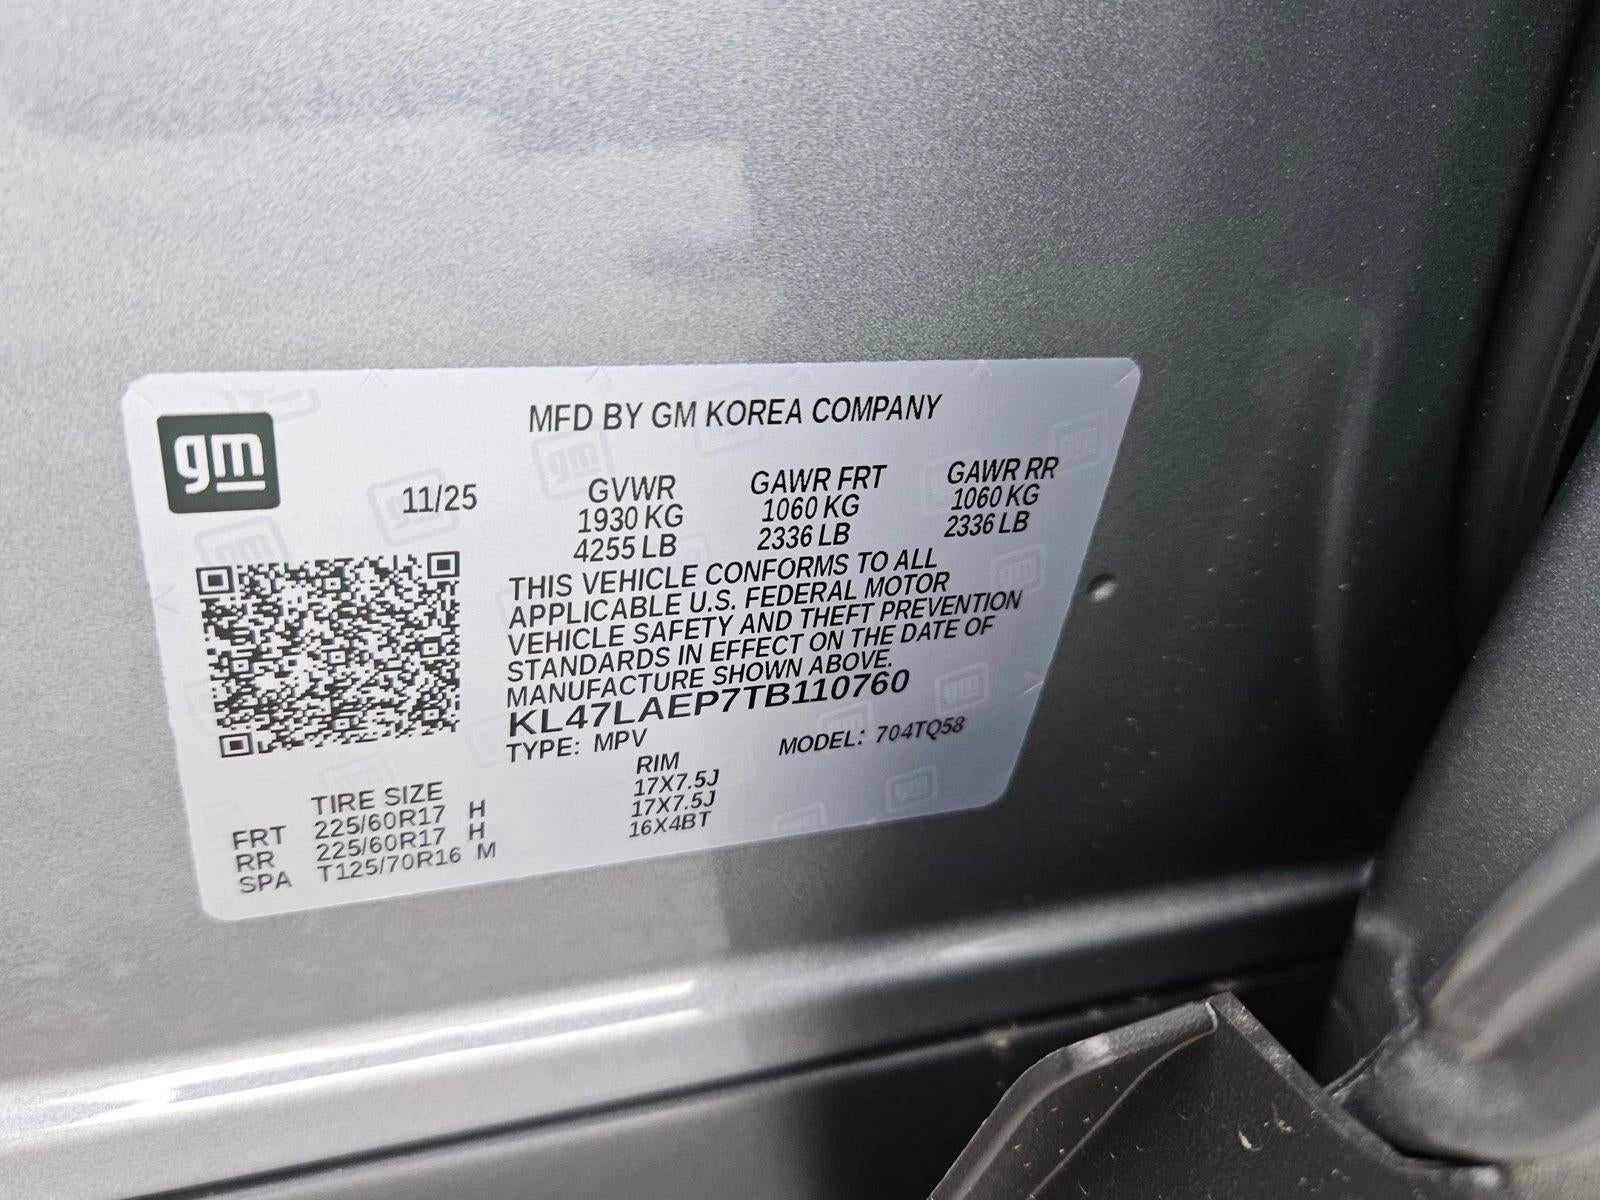 gm
MFD BY GM KOREA COMPANY
11/25
GVWR GAWR FRT GAWR RR
1930 KG 1060 KG 1060 KG
4255 LB 2336 LB 2336 LB
THIS VEHICLE CONFORMS TO ALL
APPLICABLE U.S. FEDERAL MOTOR
VEHICLE SAFETY AND THEFT PREVENTION
STANDARDS IN EFFECT ON THE DATE OF
MANUFACTURE SHOWN ABOVE.
KL47LAEP7TB110760
TYPE: MPV MODEL: 704TQ58
TIRE SIZE RIM
FRT 225/60R17 H 17X7.5J
RR 225/60R17 H 17X7.5J
SPA T125/70R16 M 16X4BT